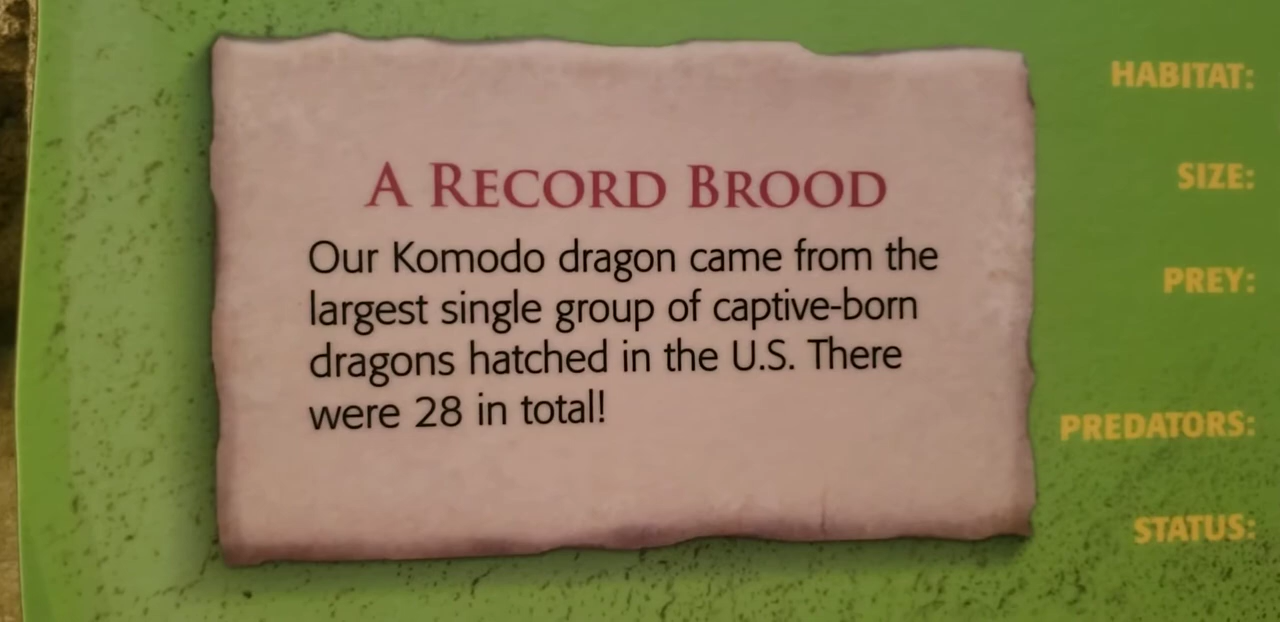 A RECORD BROOD
Our Komodo dragon came from the
largest single group of captive-born
dragons hatched in the U.S. There
were 28 in total!
HABITAT:
SIZE:
PREY:
PREDATORS:
STATUS: